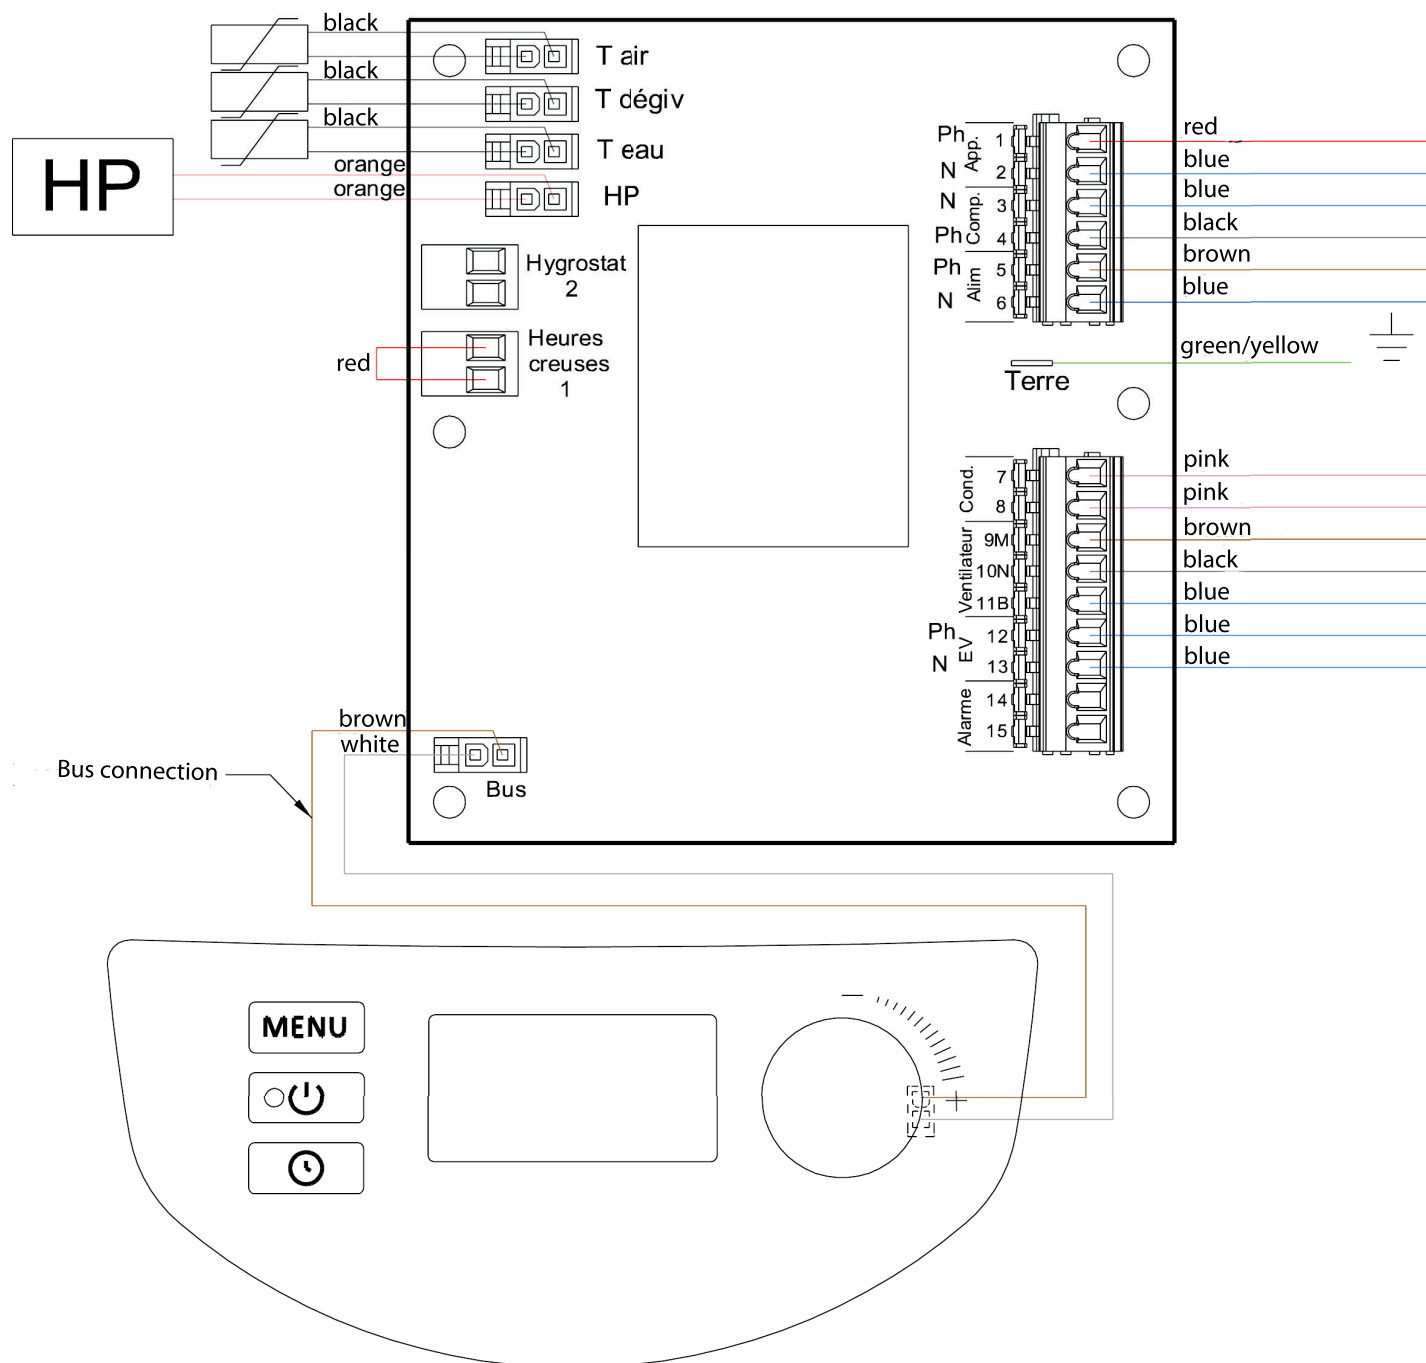 black
T air
black
T dégiv
black
T eau
orange
orange
HP
HP
Hygrostat
2
Heures
creuses
1
red
Ph
N
App.
1
2
N
Ph
Comp.
3
4
Ph
N
Alim
5
6
red
blue
blue
black
brown
blue
green/yellow
Terre
Cond.
7
8
Ventilateur
9M
10N
11B
Ph
N
EV
12
13
Alarme
14
15
pink
pink
brown
black
blue
blue
blue
brown
white
Bus
Bus connection
MENU